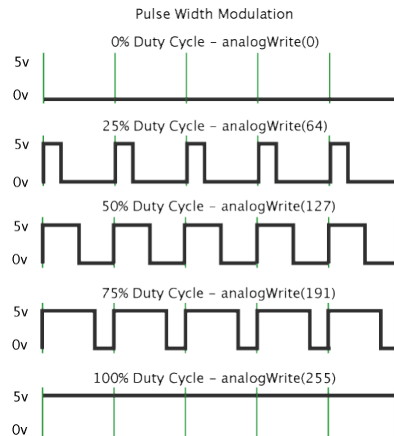 Pulse Width Modulation
0% Duty Cycle – analogWrite(0)
5v
0v
25% Duty Cycle – analogWrite(64)
5v
0v
50% Duty Cycle – analogWrite(127)
5v
0v
75% Duty Cycle – analogWrite(191)
5v
0v
100% Duty Cycle – analogWrite(255)
5v
0v